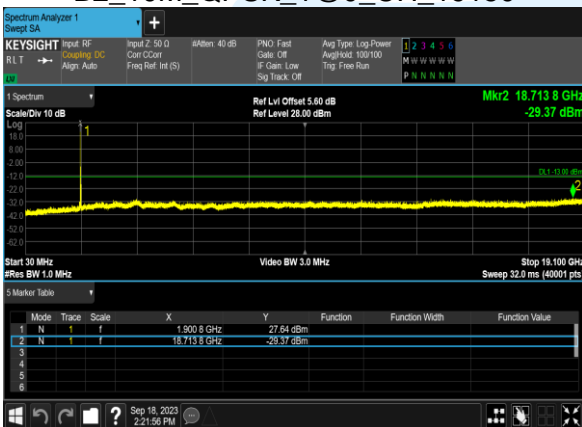 Spectrum Analyzer 1
Swept SA
+
KEYSIGHT Input: RF Input Z: 50 Ω #Atten: 40 dB PNO: Fast Avg Type: Log-Power 1 2 3 4 5 6
RLT Coupling: DC Corr CCorr Gate: Off Avg|Hold: 100/100 M W W W W W
Align: Auto Freq Ref: Int (S) IF Gain: Low Trig: Free Run
Sig Track: Off P N N N N N
1 Spectrum Ref Lvl Offset 5.60 dB Mkr2 18.713 8 GHz
Scale/Div 10 dB Ref Level 28.00 dBm -29.37 dBm
Log
1
18.0
8.00
-2.00
-12.0 DL1 -13.00 dBm
-22.0 2
-32.0
-42.0
-52.0
-62.0
Start 30 MHz Video BW 3.0 MHz Stop 19.100 GHz
#Res BW 1.0 MHz Sweep 32.0 ms (40001 pts
5 Marker Table
Mode Trace Scale X Y Function Function Width Function Value
1 N 1 f 1.900 8 GHz 27.64 dBm
2 N 1 f 18.713 8 GHz -29.37 dBm
3
4
5
6
? Sep 18, 2023
2:21:56 PM